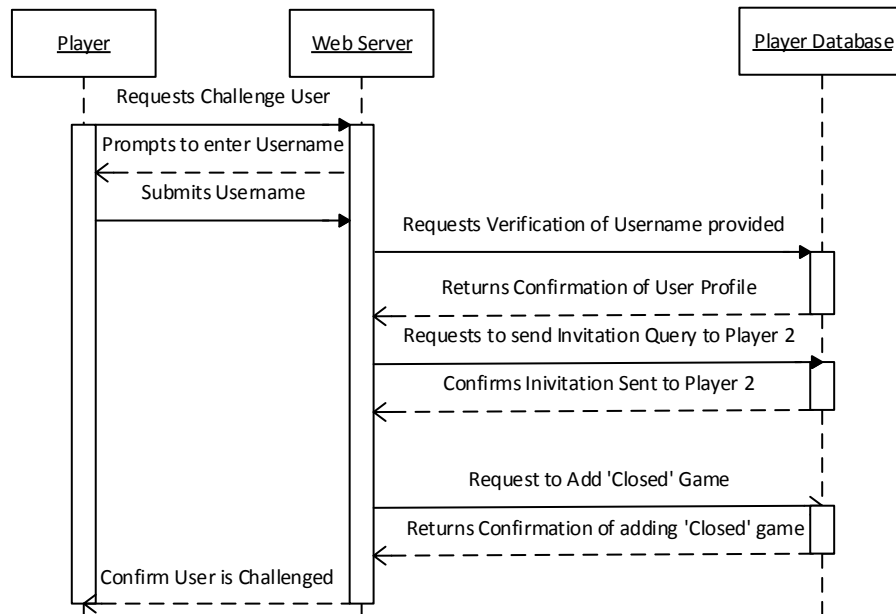 Player
Web Server
Player Database
Requests Challenge User
Prompts to enter Username
Submits Username
Requests Verification of Username provided
Returns Confirmation of User Profile
Requests to send Invitation Query to Player 2
Confirms Inivitation Sent to Player 2
Request to Add 'Closed' Game
Returns Confirmation of adding 'Closed' game
Confirm User is Challenged